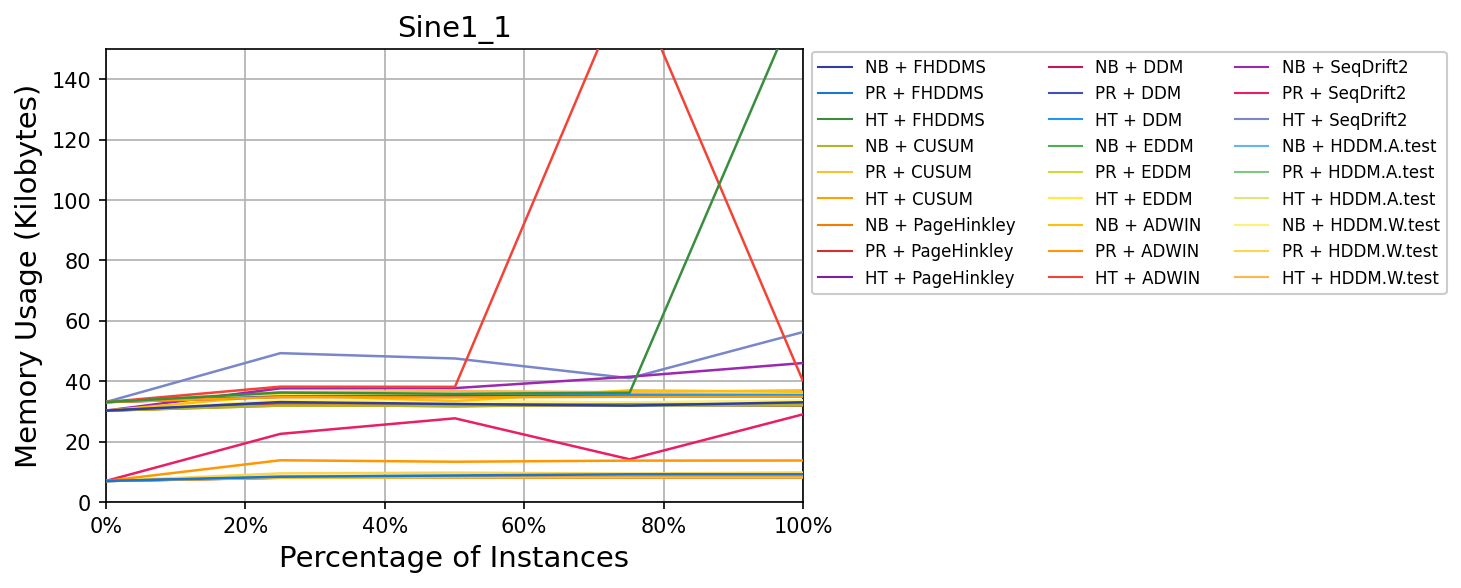 Sine1_1
Memory Usage (Kilobytes)
140
120
100
80
60
40
20
0
0%
20%
40%
60%
80%
100%
Percentage of Instances
NB + FHDDMS
PR + FHDDMS
HT + FHDDMS
NB + CUSUM
PR + CUSUM
HT + CUSUM
NB + PageHinkley
PR + PageHinkley
HT + PageHinkley
NB + DDM
PR + DDM
HT + DDM
NB + EDDM
PR + EDDM
HT + EDDM
NB + ADWIN
PR + ADWIN
HT + ADWIN
NB + SeqDrift2
PR + SeqDrift2
HT + SeqDrift2
NB + HDDM.A.test
PR + HDDM.A.test
HT + HDDM.A.test
NB + HDDM.W.test
PR + HDDM.W.test
HT + HDDM.W.test